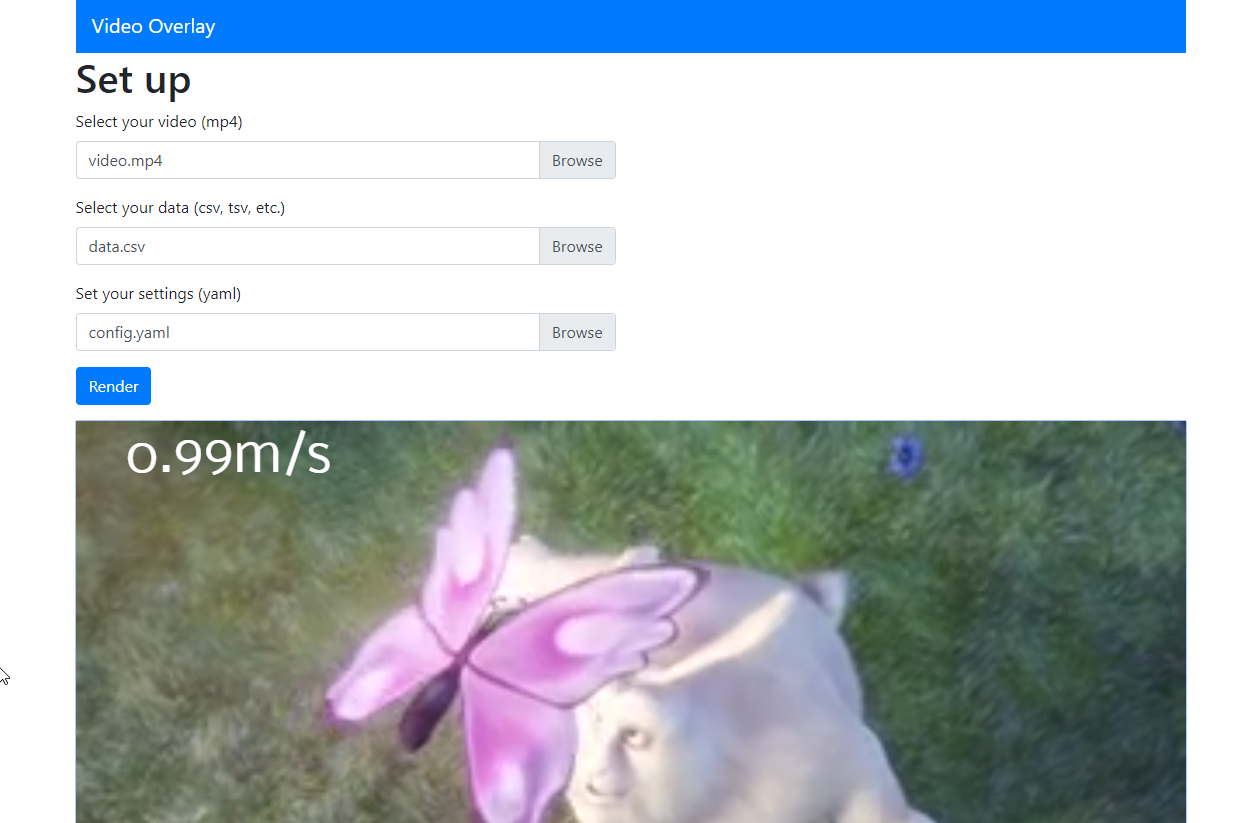 Video Overlay
Set up
Select your video (mp4)
video.mp4 Browse
Select your data (csv, tsv, etc.)
data.csv Browse
Set your settings (yaml)
config.yaml Browse
Render
0.99m/s